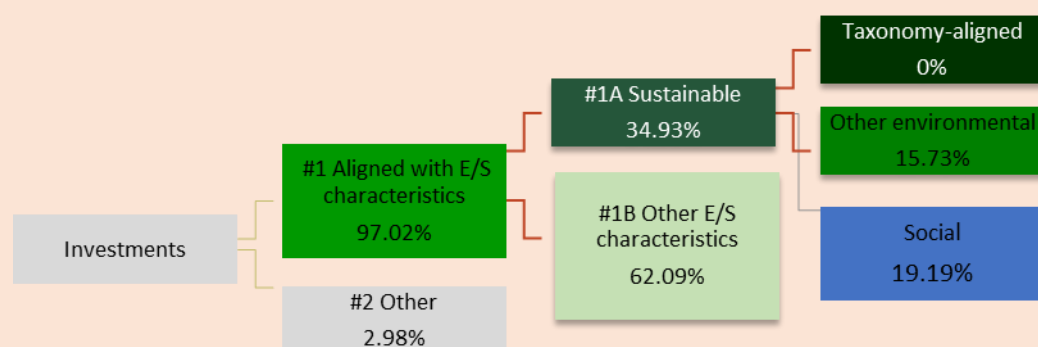 Investments
#1 Aligned with E/S
characteristics
97.02%
#2 Other
2.98%
#1A Sustainable
34.93%
#1B Other E/S
characteristics
62.09%
Taxonomy-aligned
0%
Other environmental
15.73%
Social
19.19%